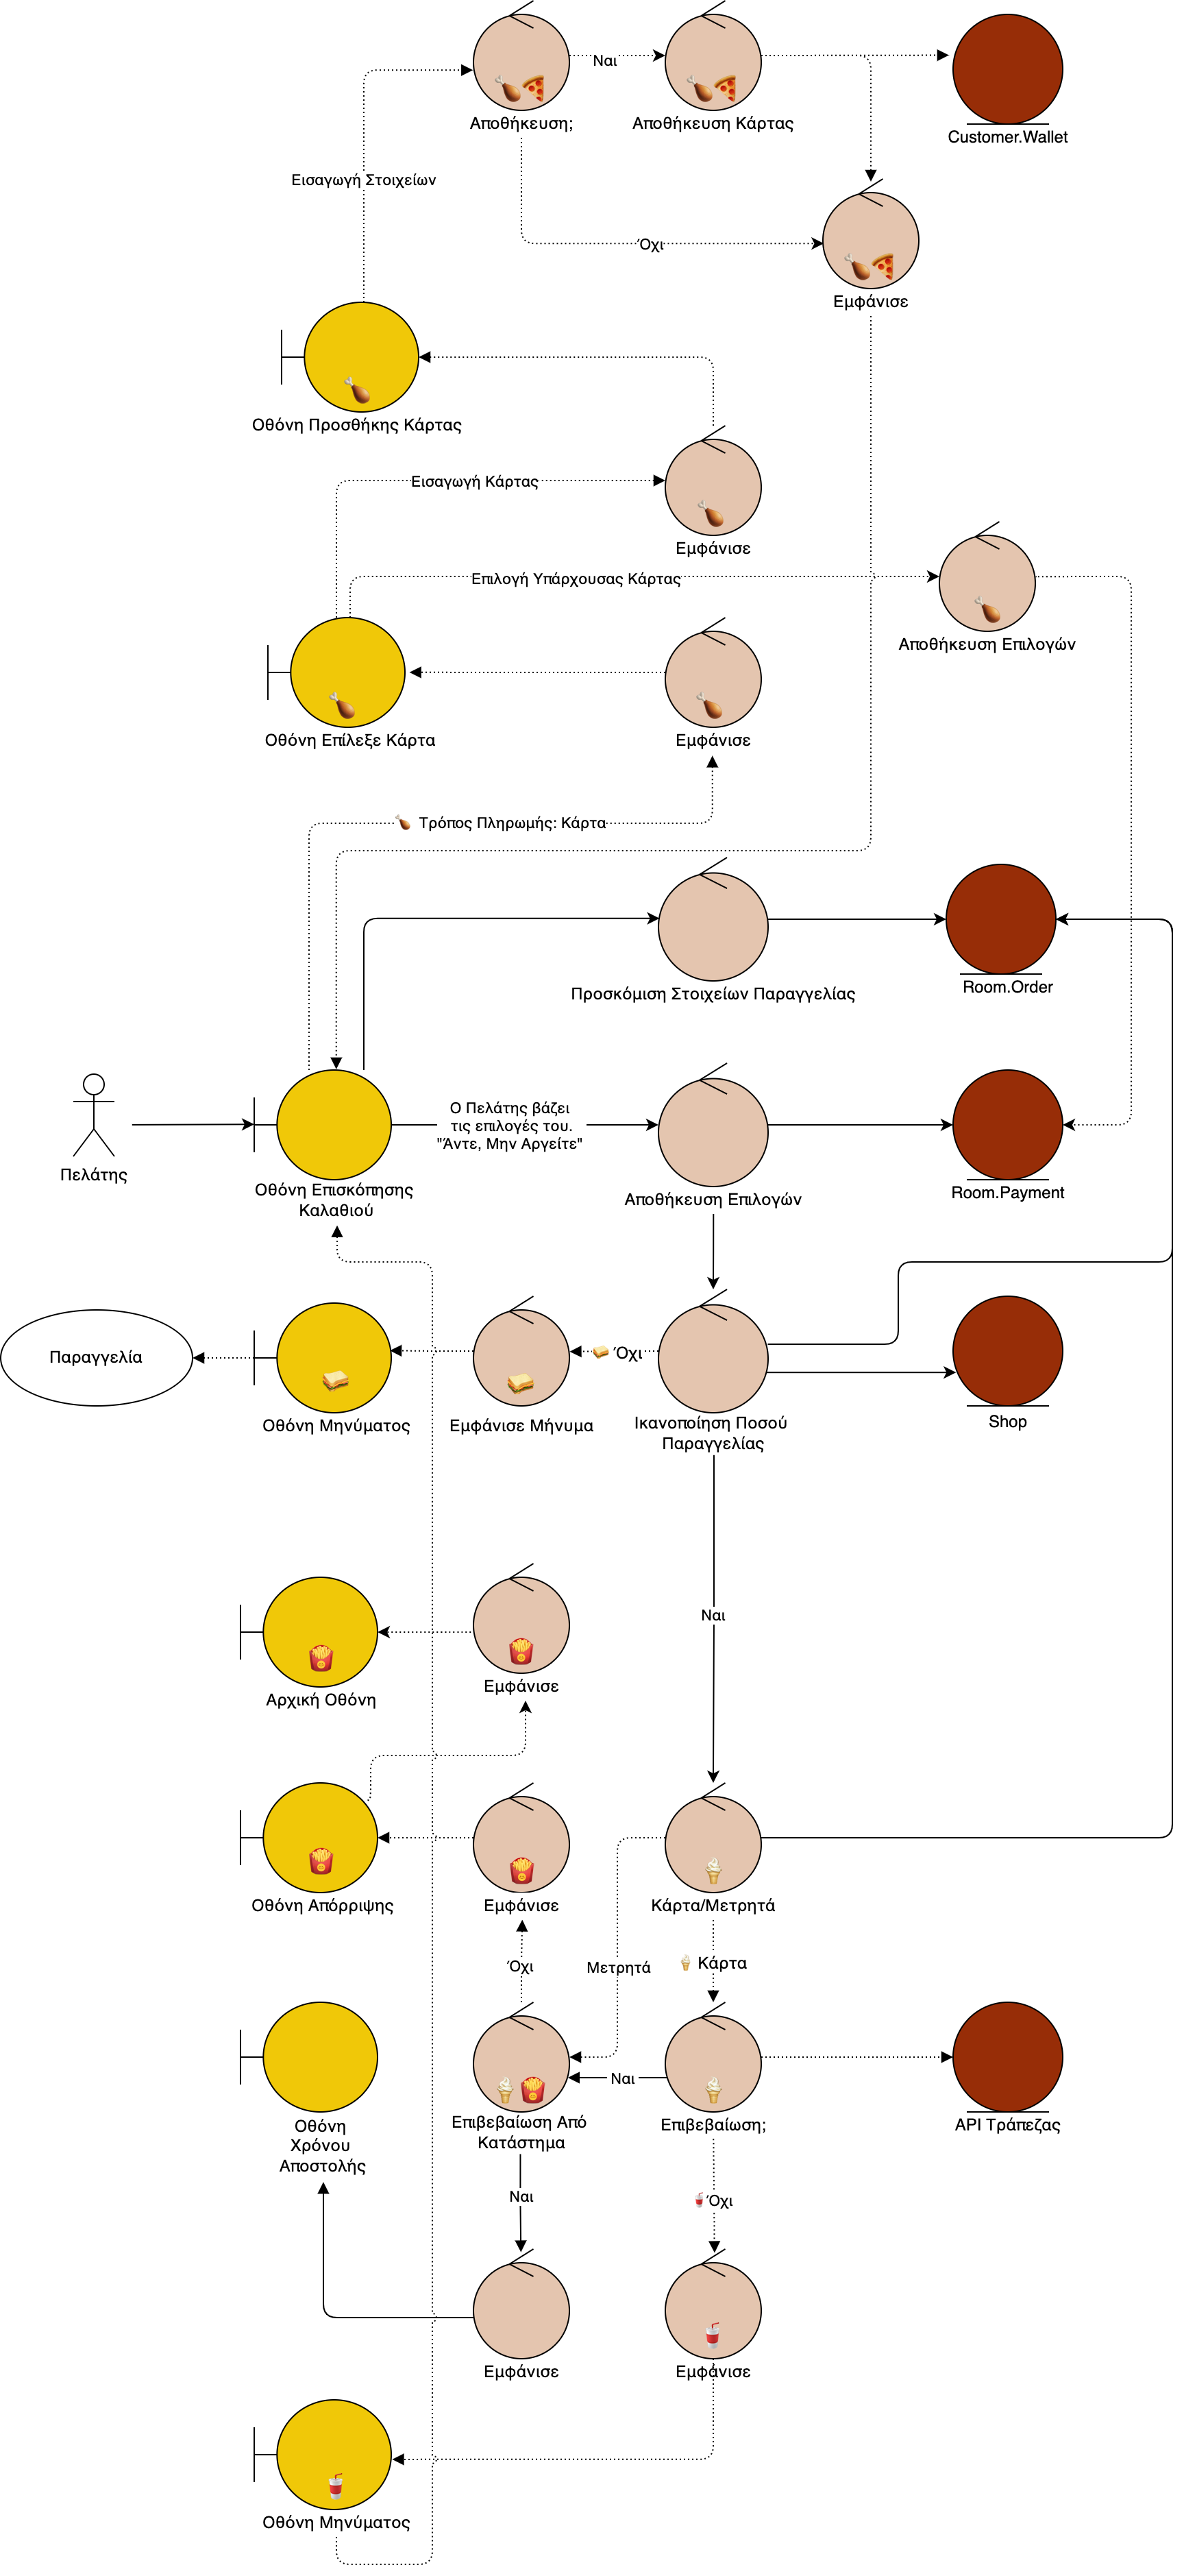 Ναι
Αποθήκευση;
Αποθήκευση Κάρτας
Customer.Wallet
Εισαγωγή Στοιχείων
Όχι
Εμφάνισε
Οθόνη Προσθήκης Κάρτας
Εισαγωγή Κάρτας
Εμφάνισε
Επιλογή Υπάρχουσας Κάρτας
Αποθήκευση Επιλογών
Οθόνη Επίλεξε Κάρτα
Εμφάνισε
Τρόπος Πληρωμής: Κάρτα
Προσκόμιση Στοιχείων Παραγγελίας
Room.Order
Ο Πελάτης βάζει
τις επιλογές του.
"Άντε, Μην Αργείτε"
Πελάτης
Οθόνη Επισκόπησης
Καλαθιού
Αποθήκευση Επιλογών
Room.Payment
Παραγγελία
Όχι
Οθόνη Μηνύματος
Εμφάνισε Μήνυμα
Ικανοποίηση Ποσού
Παραγγελίας
Shop
Ναι
Αρχική Οθόνη
Εμφάνισε
Οθόνη Απόρριψης
Εμφάνισε
Κάρτα/Μετρητά
Όχι
Μετρητά
Κάρτα
Ναι
Οθόνη
Χρόνου
Αποστολής
Επιβεβαίωση Από
Κατάστημα
Επιβεβαίωση;
API Τράπεζας
Ναι
Όχι
Εμφάνισε
Εμφάνισε
Οθόνη Μηνύματος